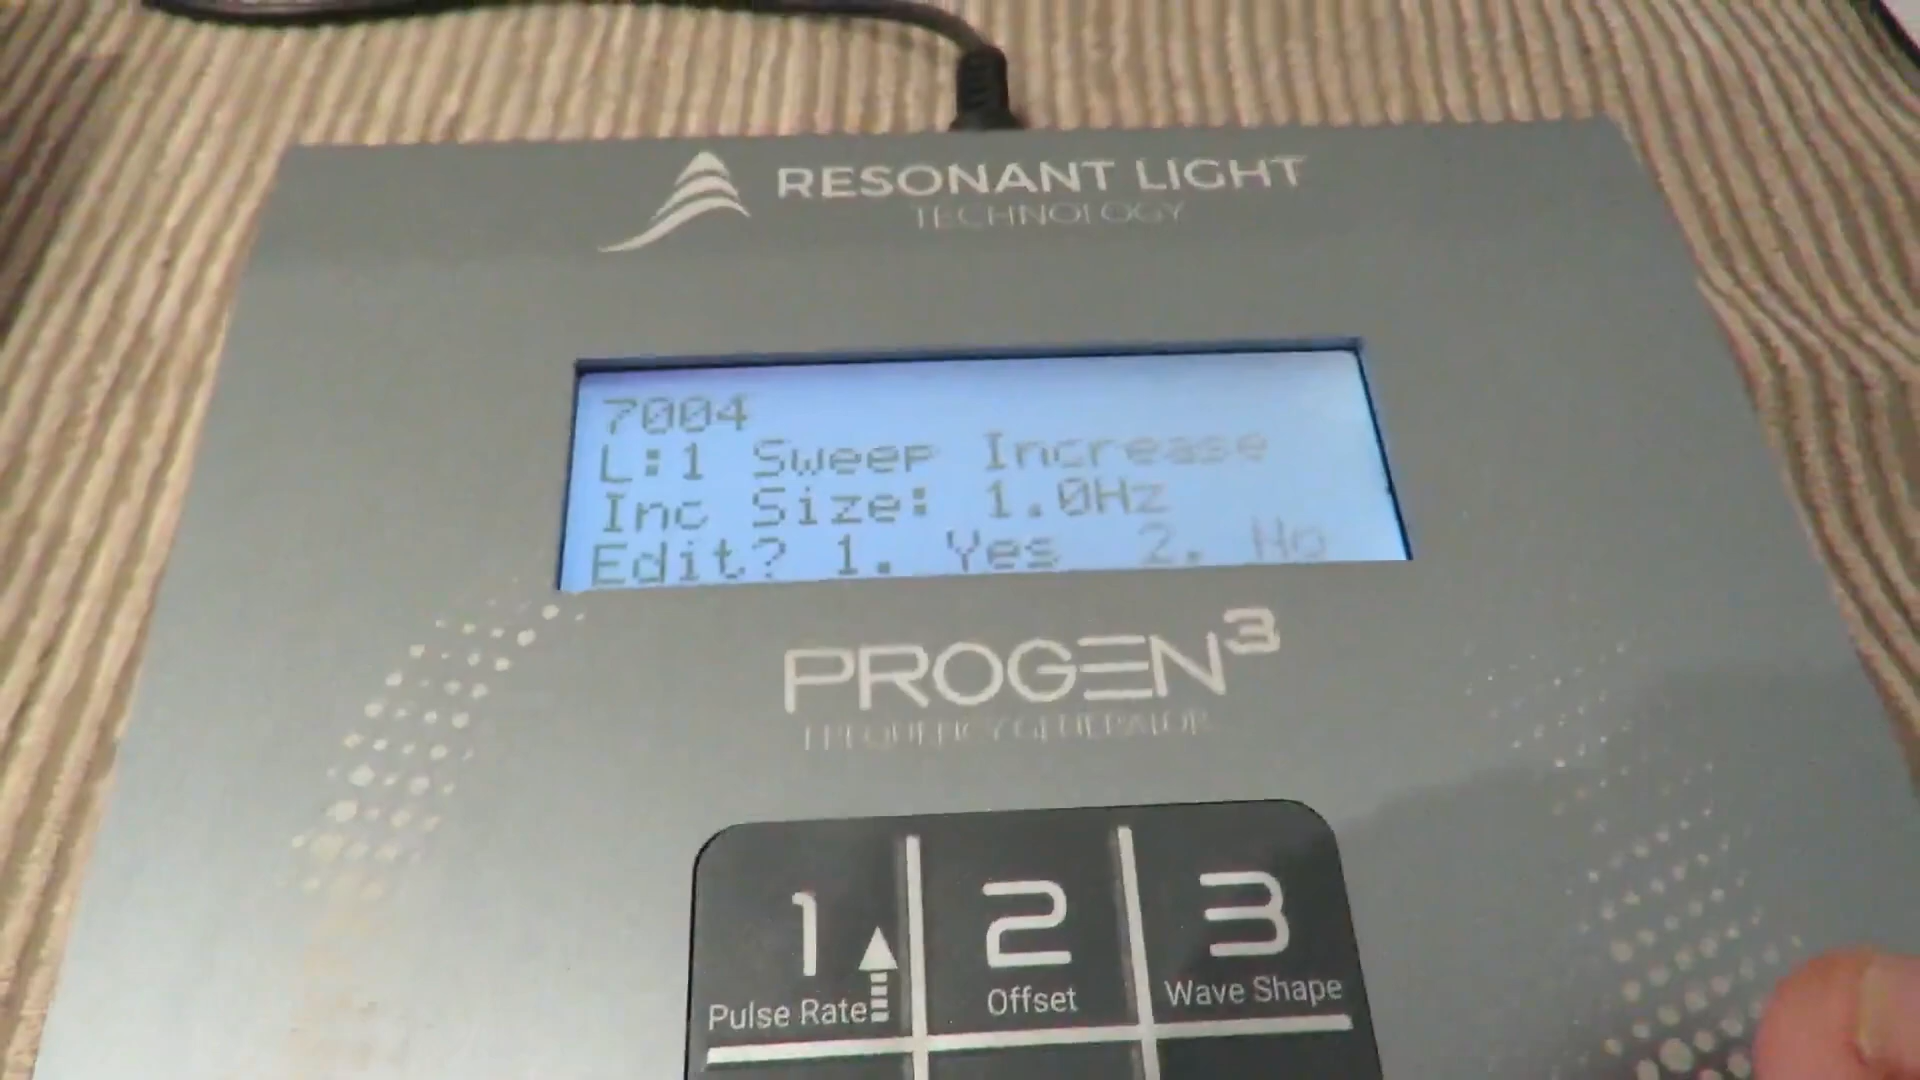 RESONANT LIGHT
TECHNOLOGY
7004
L:1 Sweep Increase
Inc Size: 1.0Hz
Edit? 1. Yes 2. No
PROGEN³
FREQUENCY GENERATOR
1 2 3
Pulse Rate Offset Wave Shape